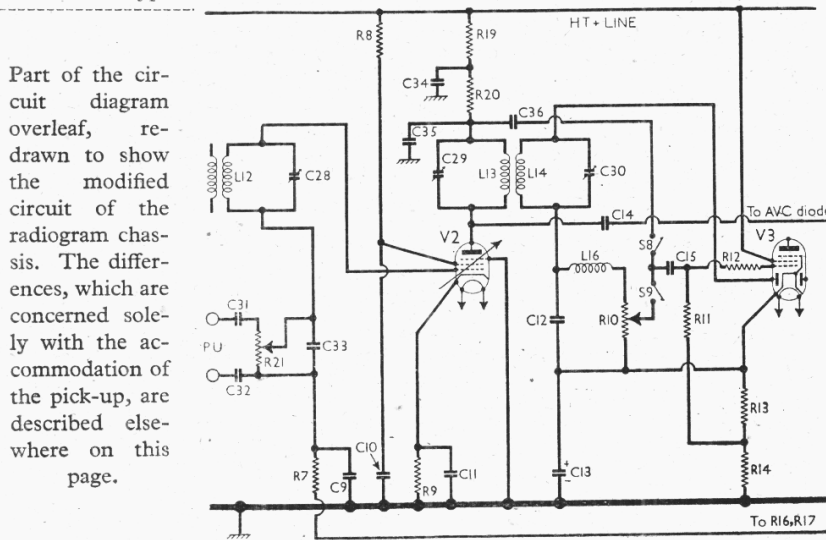 Part of the cir-
cuit diagram
overleaf, re-
drawn to show
the modified
circuit of the
radiogram chas-
sis. The differ-
ences, which are
concerned sole-
ly with the ac-
commodation of
the pick-up, are
described else-
where on this
page.
HT+ LINE
R8
R19
C34
R20
C36
C35
L12
C28
C29
L13
L14
C30
C14
To AVC diode
V2
S8
V3
L16
C15
R12
C31
S9
PU
R21
C33
C12
R10
R11
C32
R13
C10
R7
C9
R9
C11
C13
+
–
R14
To R16,R17